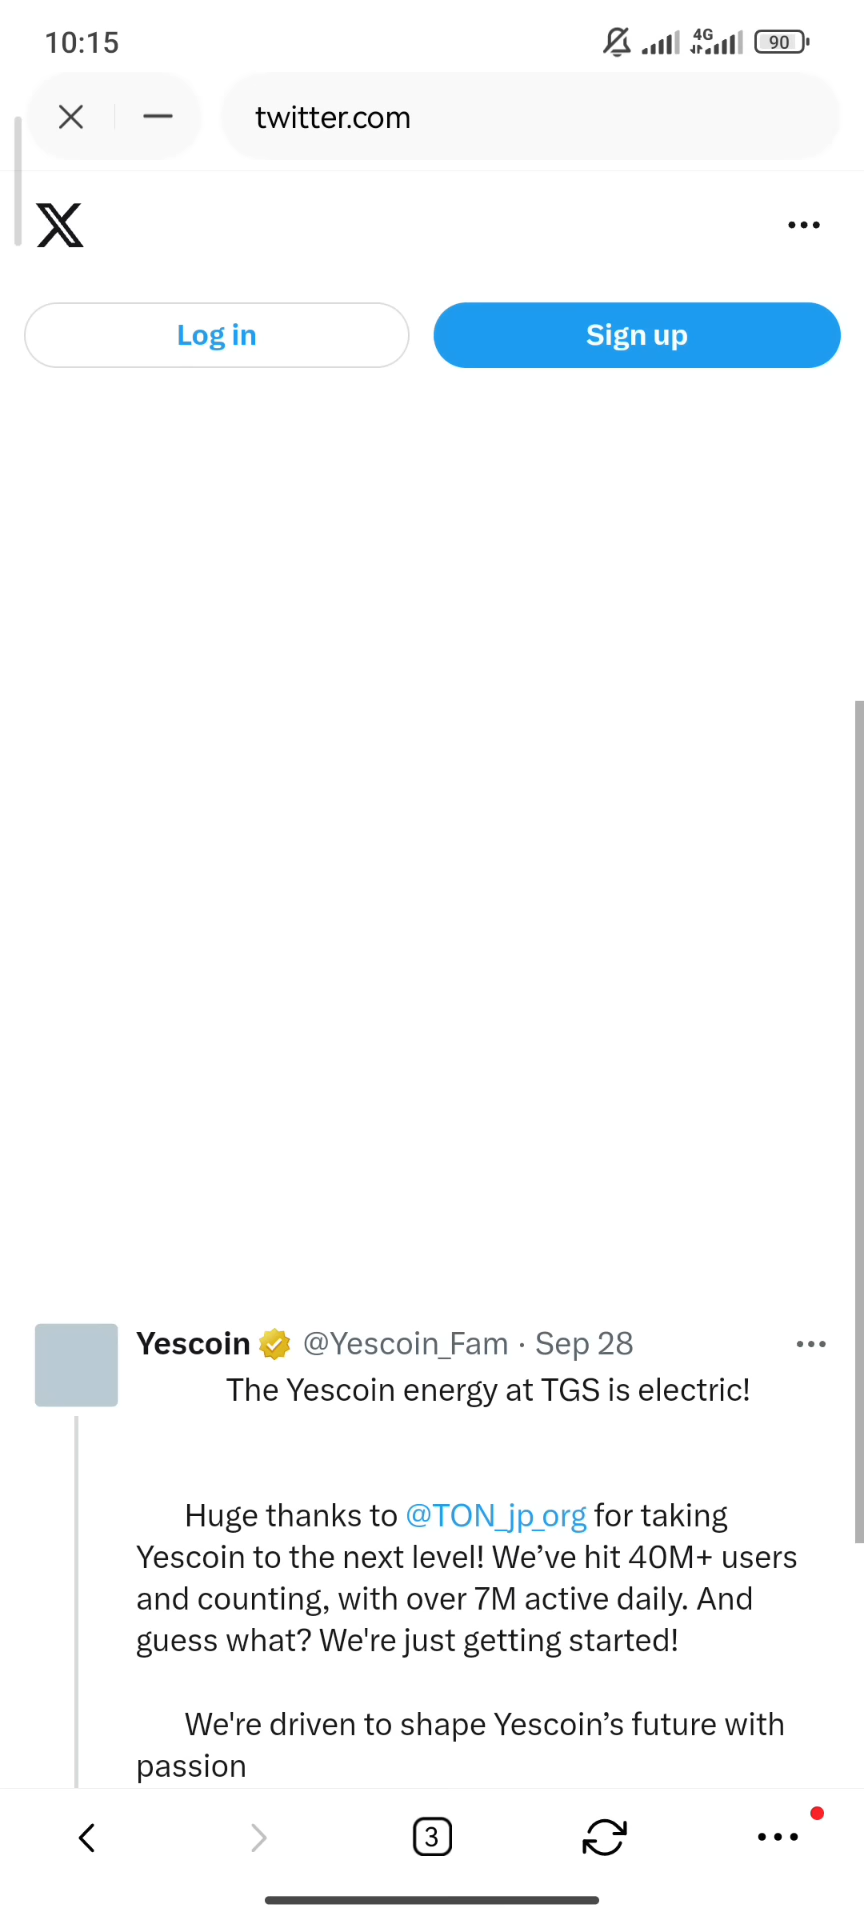 10:15
4G
90
twitter.com
Log in
Sign up
Yescoin @Yescoin_Fam · Sep 28
The Yescoin energy at TGS is electric!
Huge thanks to @TON_jp_org for taking
Yescoin to the next level! We’ve hit 40M+ users
and counting, with over 7M active daily. And
guess what? We're just getting started!
We're driven to shape Yescoin’s future with
passion
3